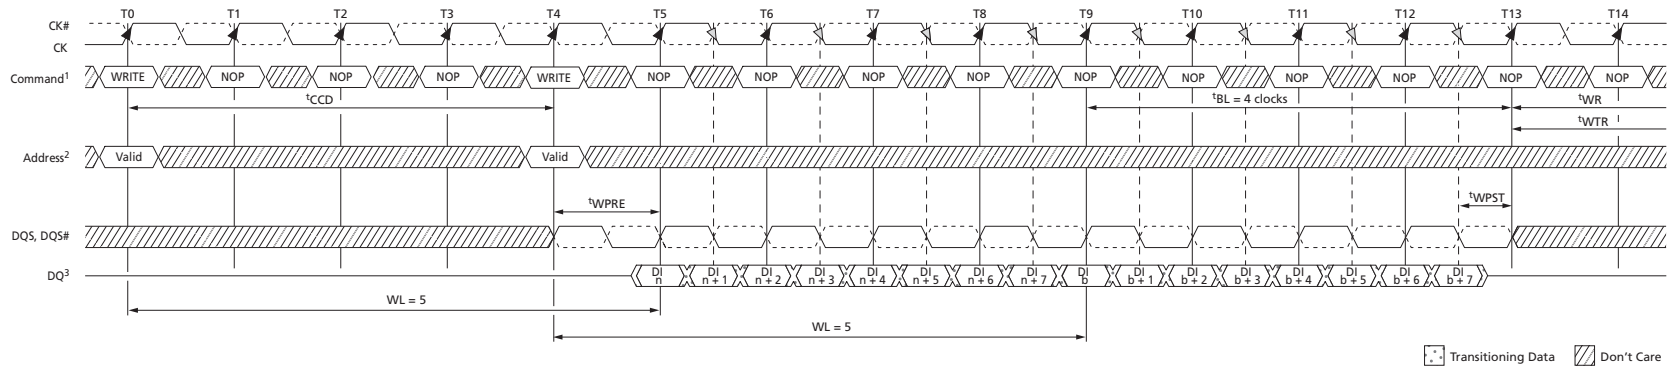 T0 T1 T2 T3 T4 T5 T6 T7 T8 T9 T10 T11 T12 T13 T14
CK#
CK
Command1 WRITE NOP NOP NOP WRITE NOP NOP NOP NOP NOP NOP NOP NOP NOP NOP
tCCD tBL = 4 clocks tWR
tWTR
Address2 Valid Valid
tWPRE tWPST
DQS, DQS#
DQ3 DI n DI n + 1 DI n + 2 DI n + 3 DI n + 4 DI n + 5 DI n + 6 DI n + 7 DI b DI b + 1 DI b + 2 DI b + 3 DI b + 4 DI b + 5 DI b + 6 DI b + 7
WL = 5
WL = 5
Transitioning Data Don't Care